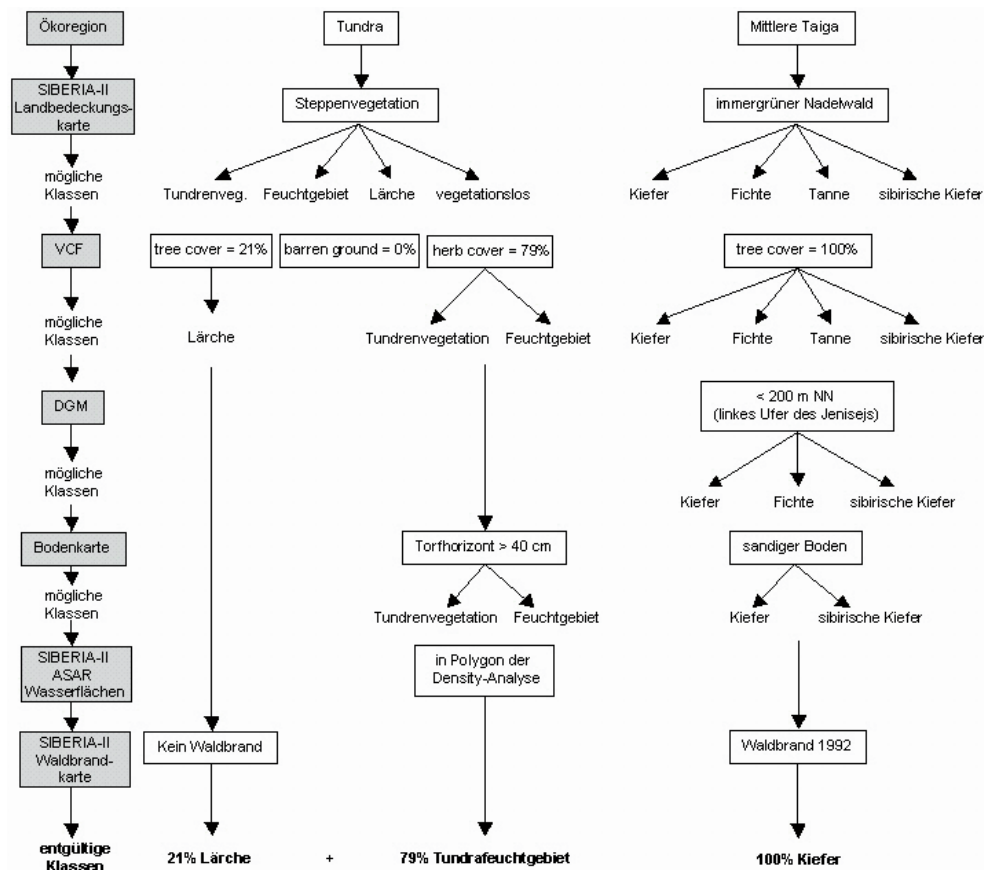 Ökoregion
Tundra
Mittlere Taiga
SIBERIA-II
Landbedeckungs-
karte
Steppenvegetation
immergrüner Nadelwald
mögliche
Klassen
Tundrenveg.
Feuchtgebiet
Lärche
vegetationslos
Kiefer
Fichte
Tanne
sibirische Kiefer
VCF
tree cover = 21%
barren ground = 0%
herb cover = 79%
tree cover = 100%
mögliche
Klassen
Lärche
Tundrenvegetation
Feuchtgebiet
Kiefer
Fichte
Tanne
sibirische Kiefer
DGM
< 200 m NN
(linkes Ufer des Jenisejs)
mögliche
Klassen
Kiefer
Fichte
sibirische Kiefer
Bodenkarte
Torfhorizont > 40 cm
sandiger Boden
mögliche
Klassen
Tundrenvegetation
Feuchtgebiet
Kiefer
sibirische Kiefer
SIBERIA-II
ASAR
Wasserflächen
in Polygon der
Density-Analyse
SIBERIA-II
Waldbrand-
karte
Kein Waldbrand
Waldbrand 1992
entgültige
Klassen
21% Lärche
+
79% Tundrafeuchtgebiet
100% Kiefer